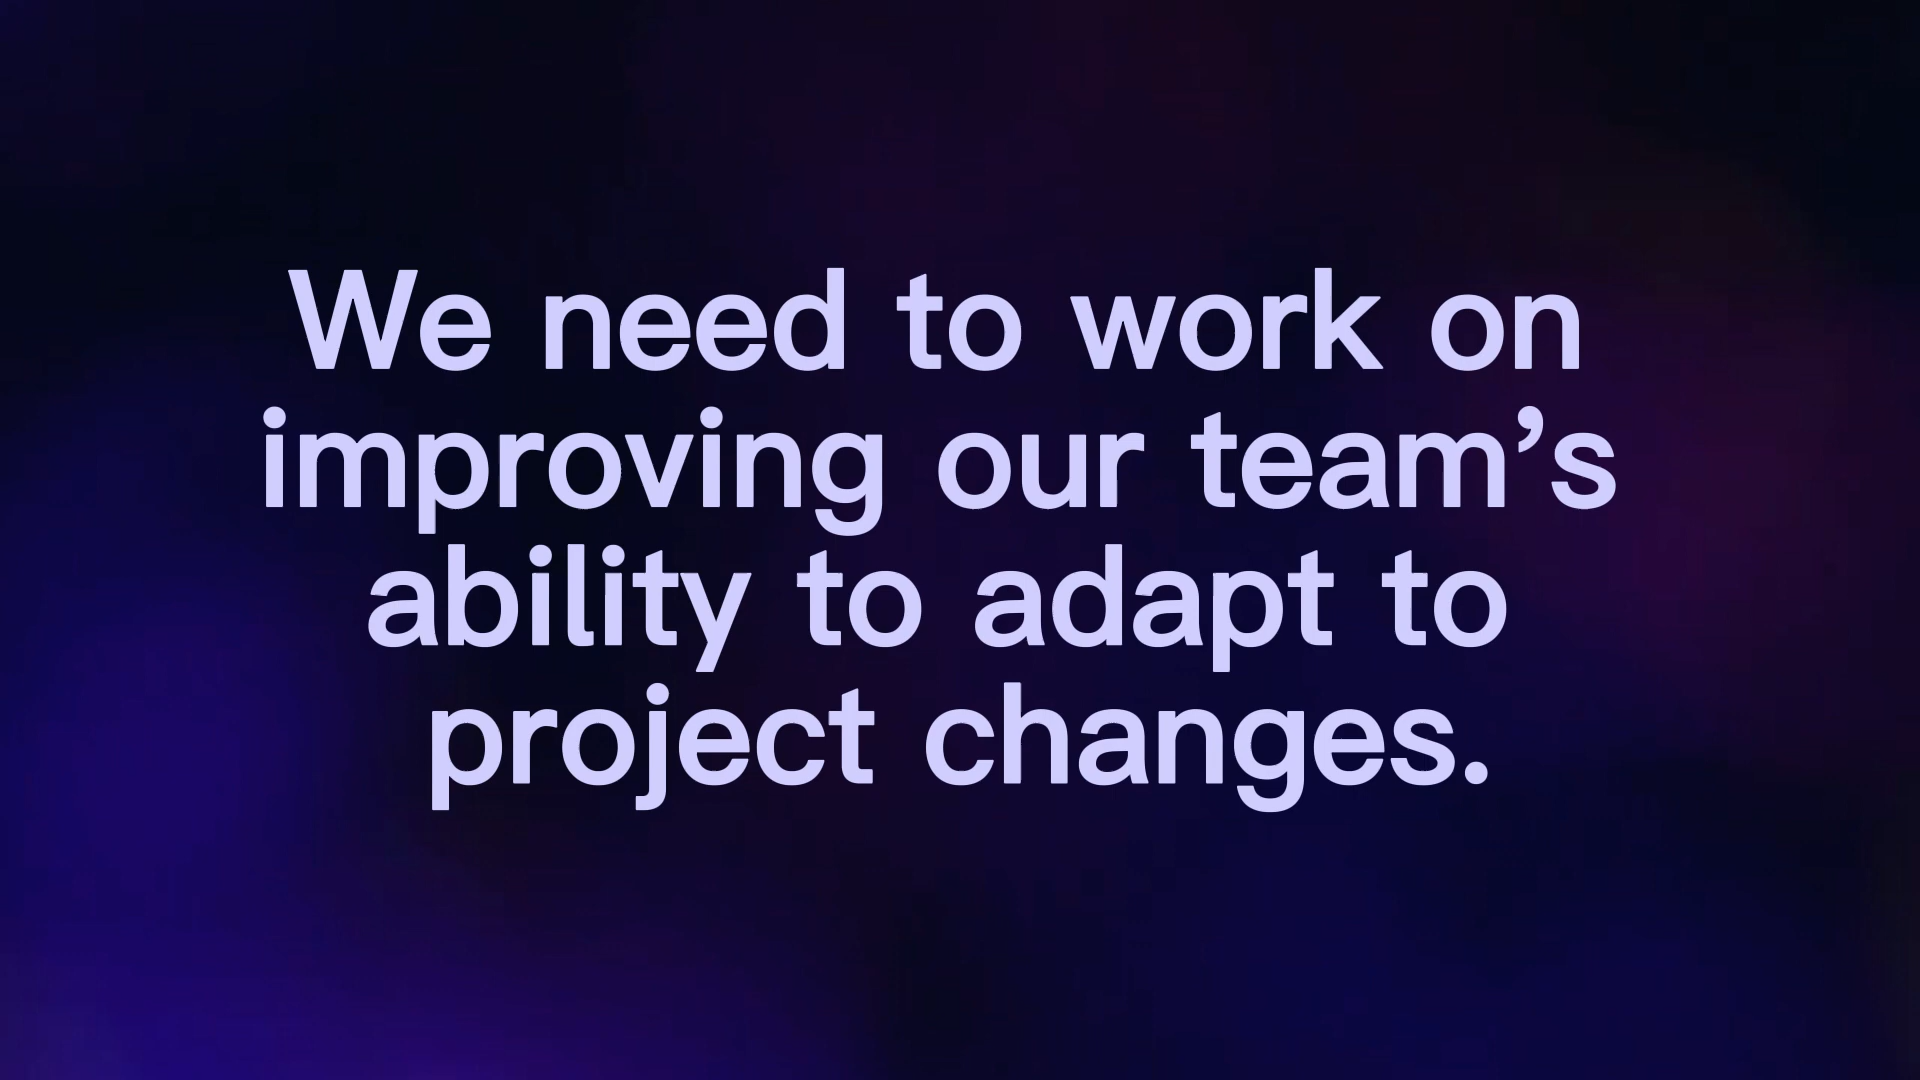 We need to work on
improving our team’s
ability to adapt to
project changes.